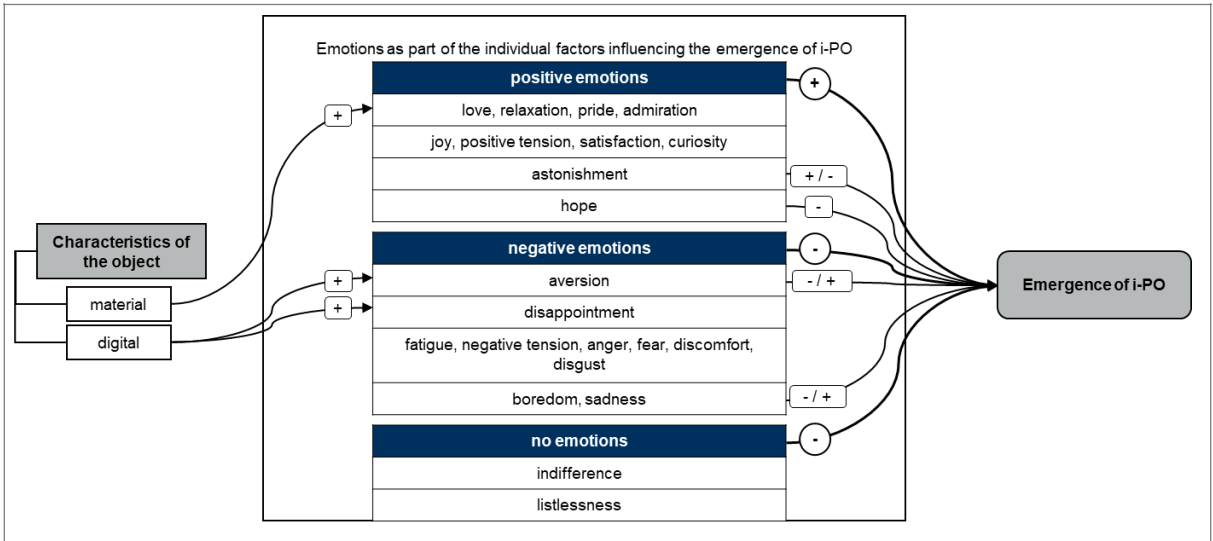 Emotions as part of the individual factors influencing the emergence of i-PO
positive emotions
+
love, relaxation, pride, admiration
+
joy, positive tension, satisfaction, curiosity
astonishment
+ / -
hope
-
Characteristics of
the object
material
digital
negative emotions
-
aversion
+
- / +
disappointment
+
fatigue, negative tension, anger, fear, discomfort,
disgust
boredom, sadness
- / +
no emotions
-
indifference
listlessness
Emergence of i-PO